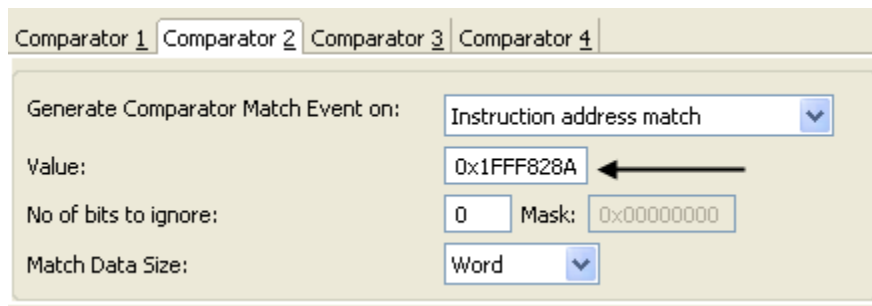 Comparator 1 Comparator 2 Comparator 3 Comparator 4
Generate Comparator Match Event on: Instruction address match
Value: 0x1FFF828A
No of bits to ignore: 0 Mask: 0x00000000
Match Data Size: Word